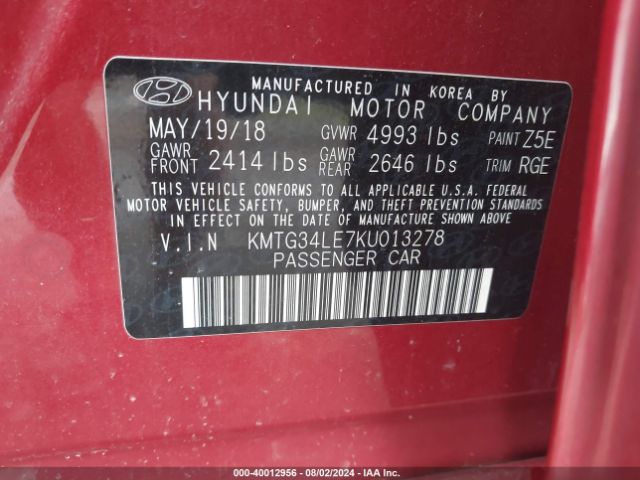 MANUFACTURED IN KOREA BY
HYUNDAI MOTOR COMPANY
MAY/19/18 GVWR 4993 lbs PAINT Z5E
GAWR FRONT 2414 lbs GAWR REAR 2646 lbs TRIM RGE
THIS VEHICLE CONFORMS TO ALL APPLICABLE U.S.A. FEDERAL
MOTOR VEHICLE SAFETY, BUMPER, AND THEFT PREVENTION STANDARDS
IN EFFECT ON THE DATE OF MANUFACTURE SHOWN ABOVE
V.I.N KMTG34LE7KU013278
PASSENGER CAR
000-40012956 - 08/02/2024 - IAA Inc.